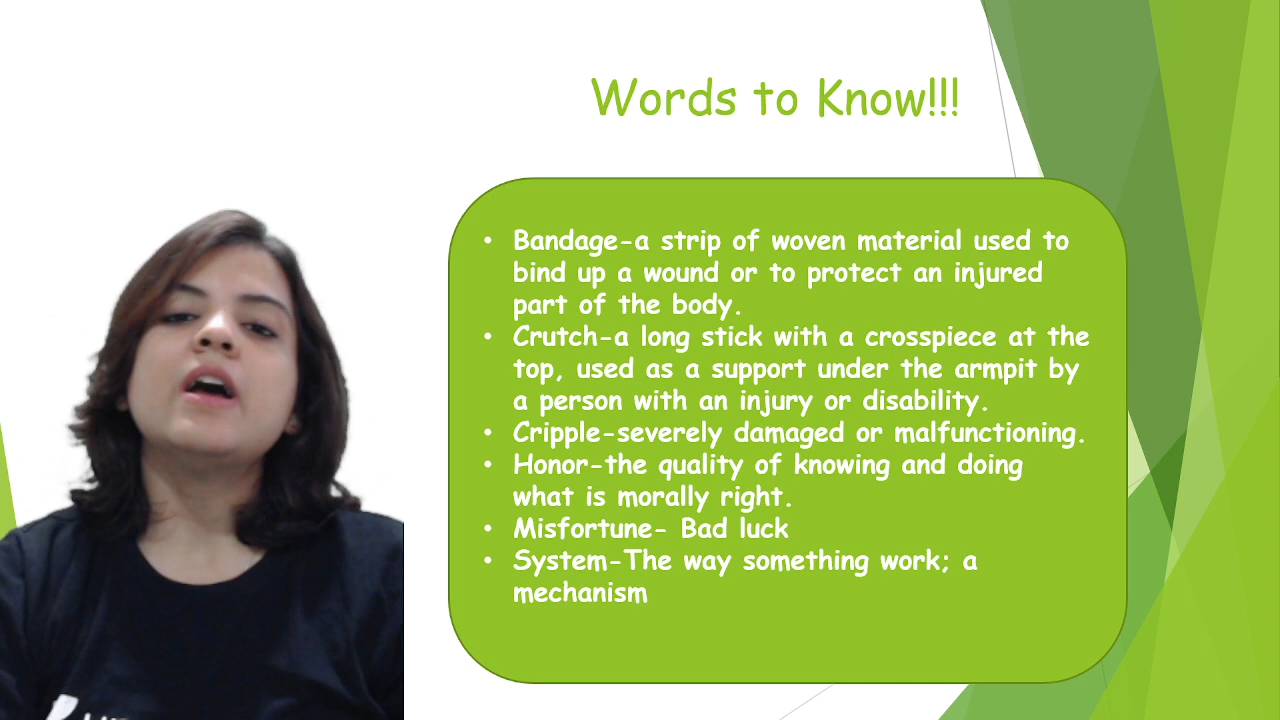 Words to Know!!!
• Bandage-a strip of woven material used to
bind up a wound or to protect an injured
part of the body.
• Crutch-a long stick with a crosspiece at the
top, used as a support under the armpit by
a person with an injury or disability.
• Cripple-severely damaged or malfunctioning.
• Honor-the quality of knowing and doing
what is morally right.
• Misfortune- Bad luck
• System-The way something work; a
mechanism